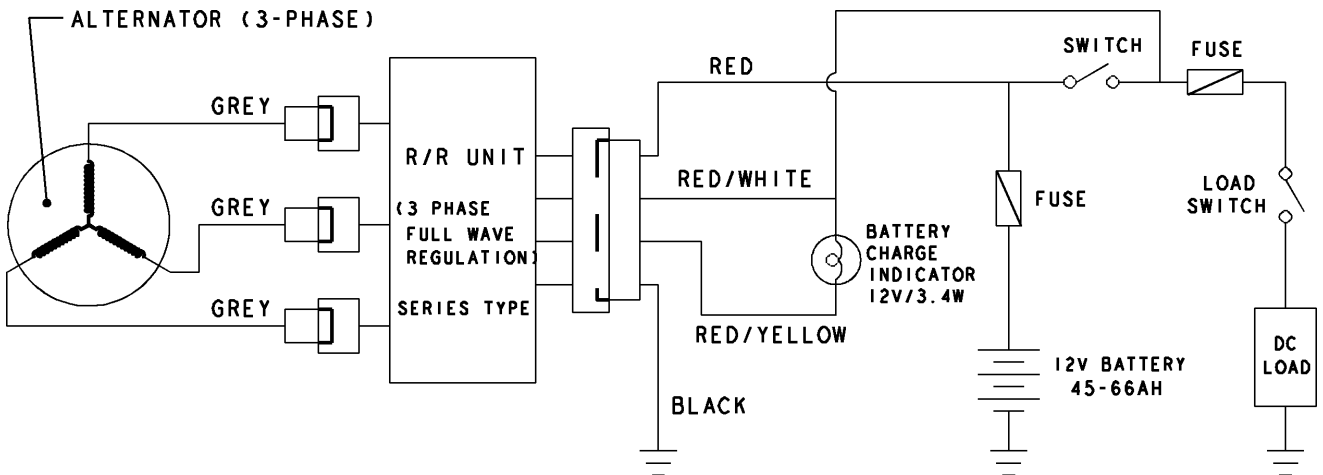 ALTERNATOR (3-PHASE)
GREY
GREY
GREY
R/R UNIT
(3 PHASE
FULL WAVE
REGULATION)
SERIES TYPE
RED
RED/WHITE
RED/YELLOW
BLACK
BATTERY
CHARGE
INDICATOR
12V/3.4W
SWITCH
FUSE
FUSE
12V BATTERY
45-66AH
LOAD
SWITCH
DC
LOAD